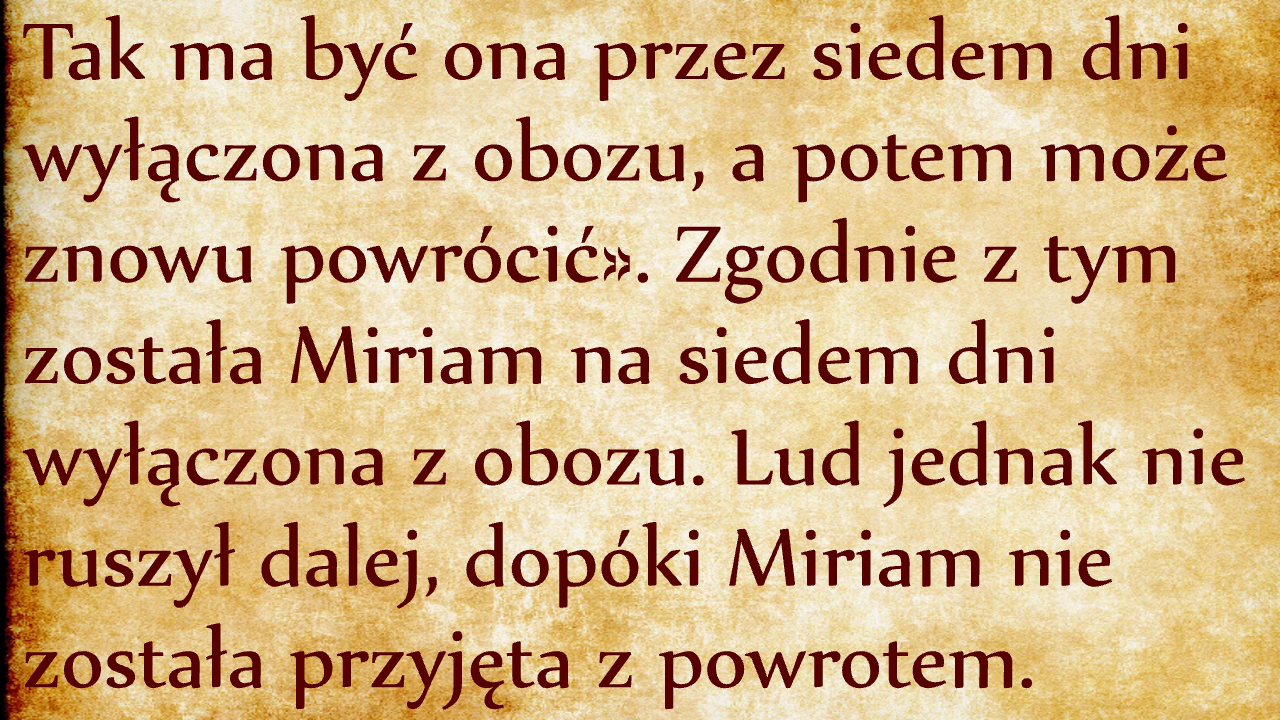 Tak ma być ona przez siedem dni
wyłączona z obozu, a potem może
znowu powrócić». Zgodnie z tym
została Miriam na siedem dni
wyłączona z obozu. Lud jednak nie
ruszył dalej, dopóki Miriam nie
została przyjęta z powrotem.